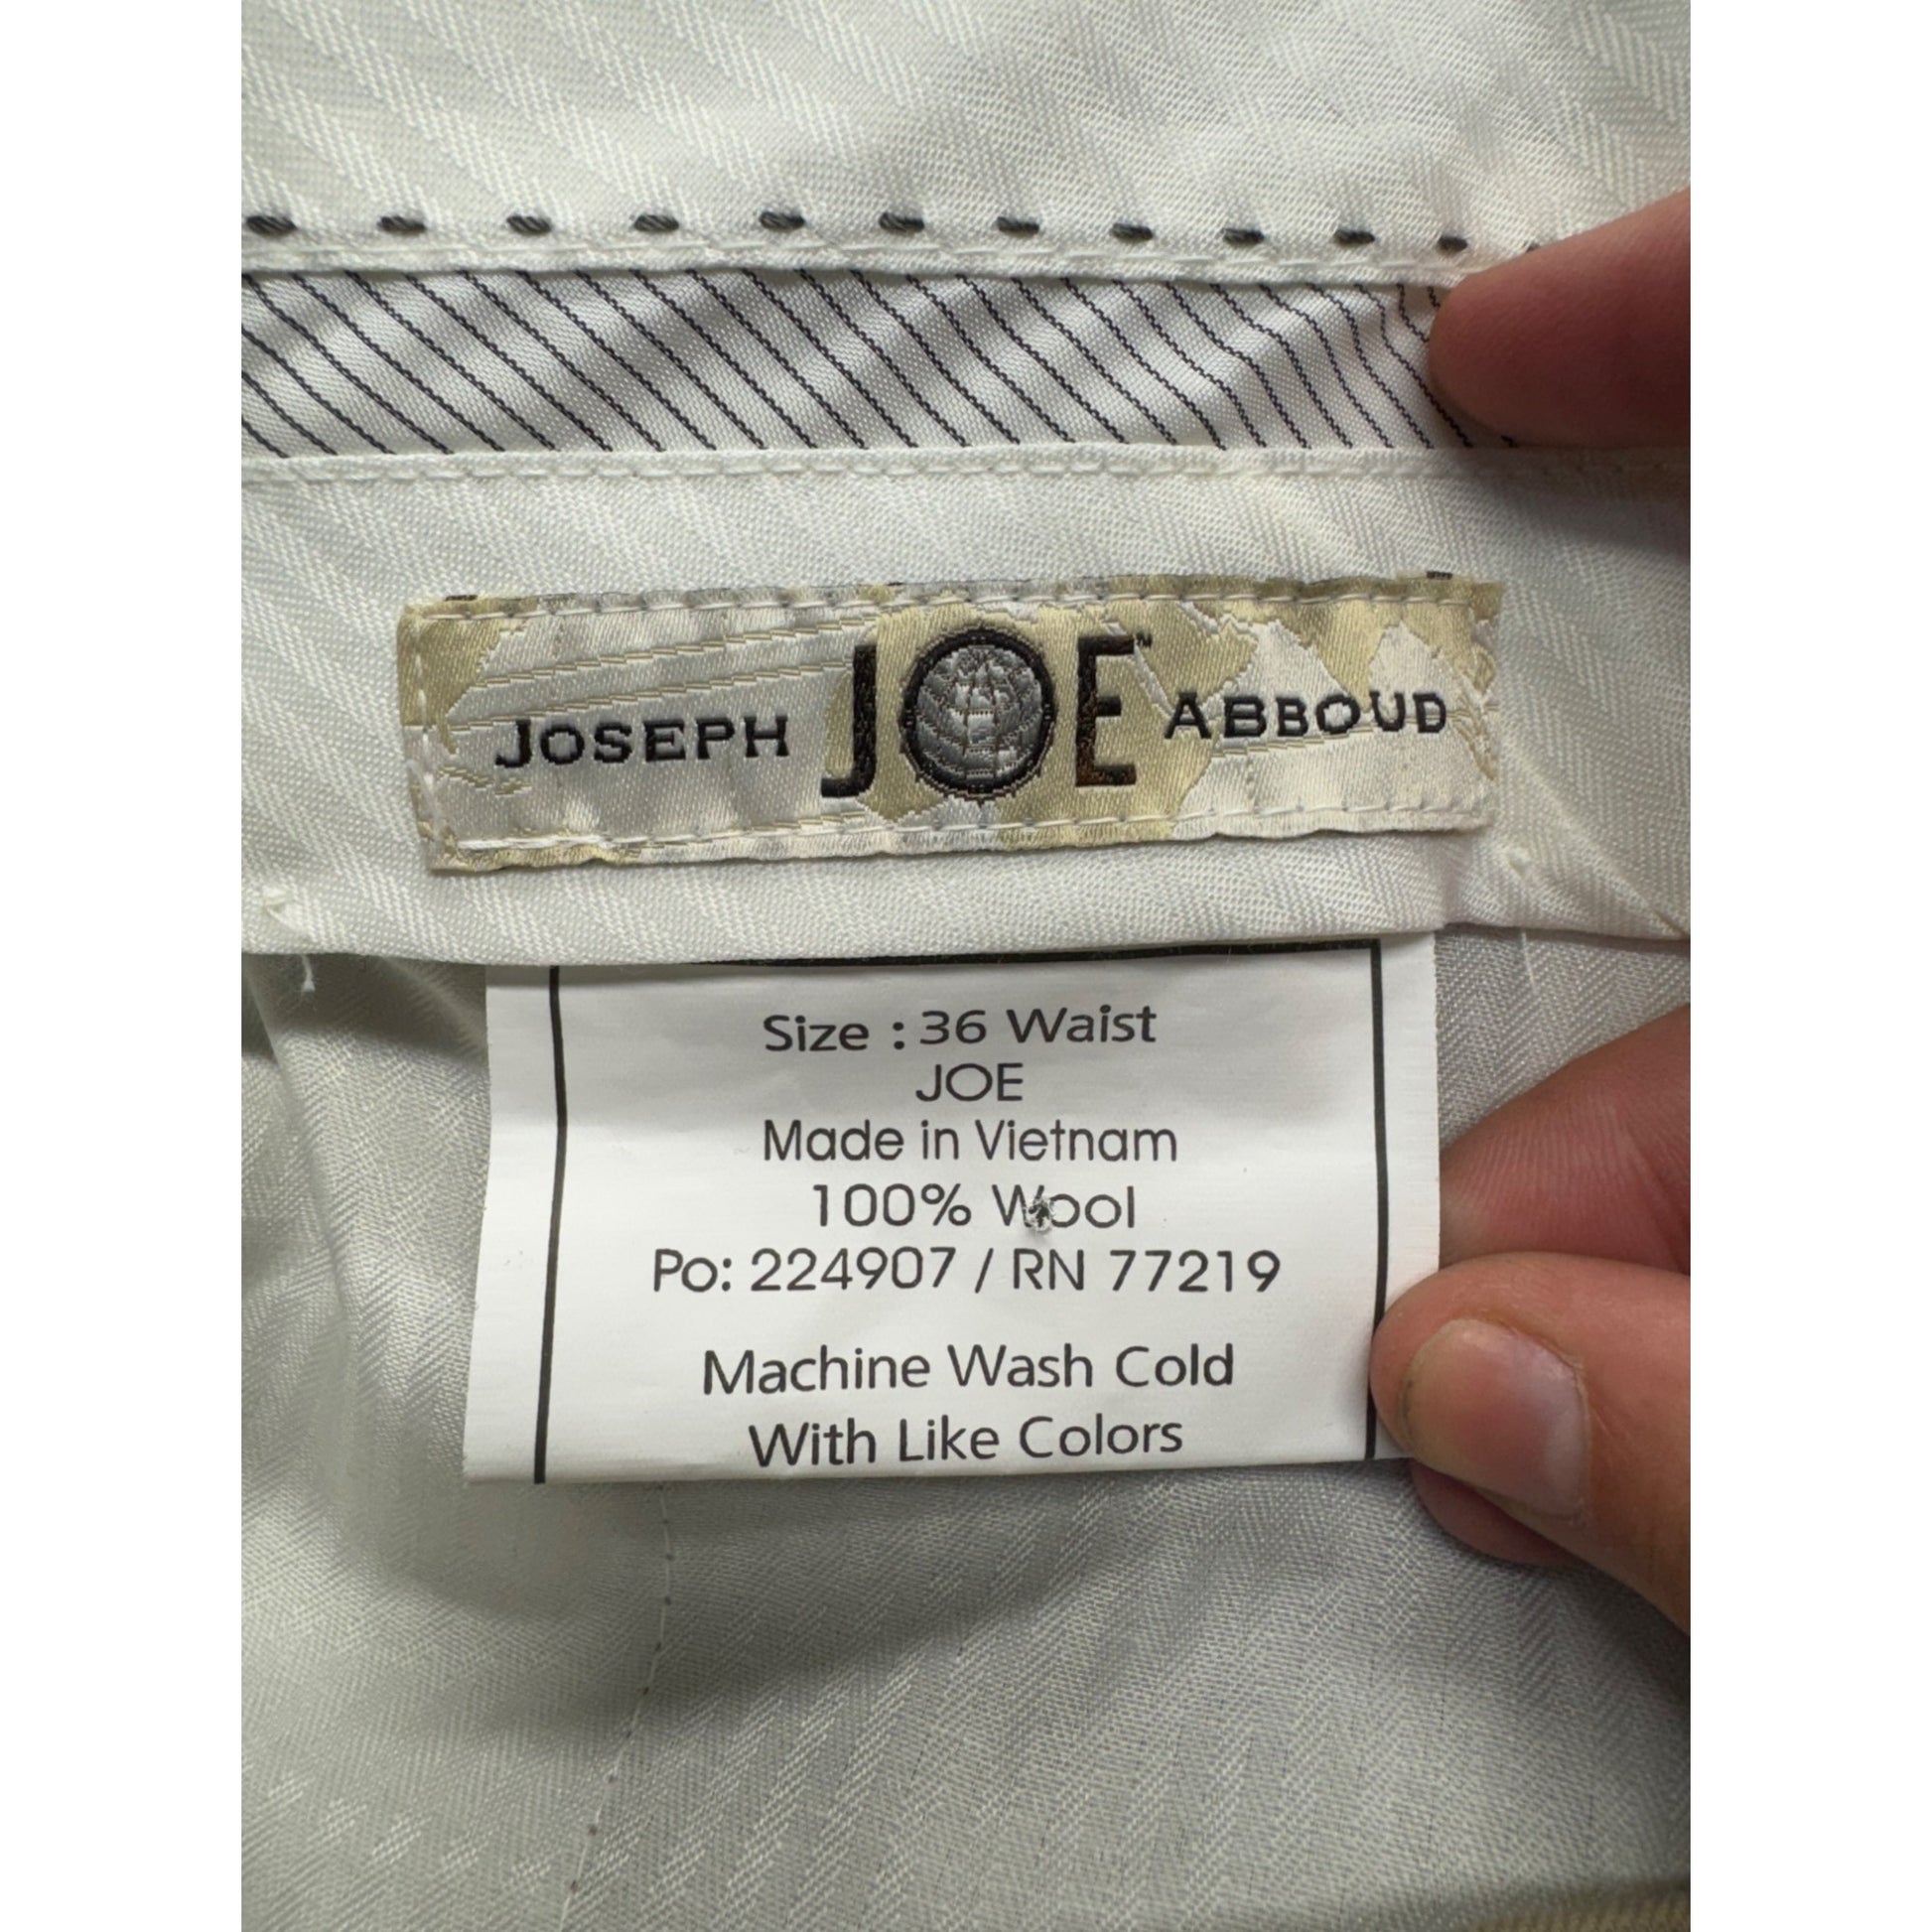 JOSEPH JOE™ ABBOUD
Size : 36 Waist
JOE
Made in Vietnam
100% Wool
Po: 224907 / RN 77219
Machine Wash Cold
With Like Colors